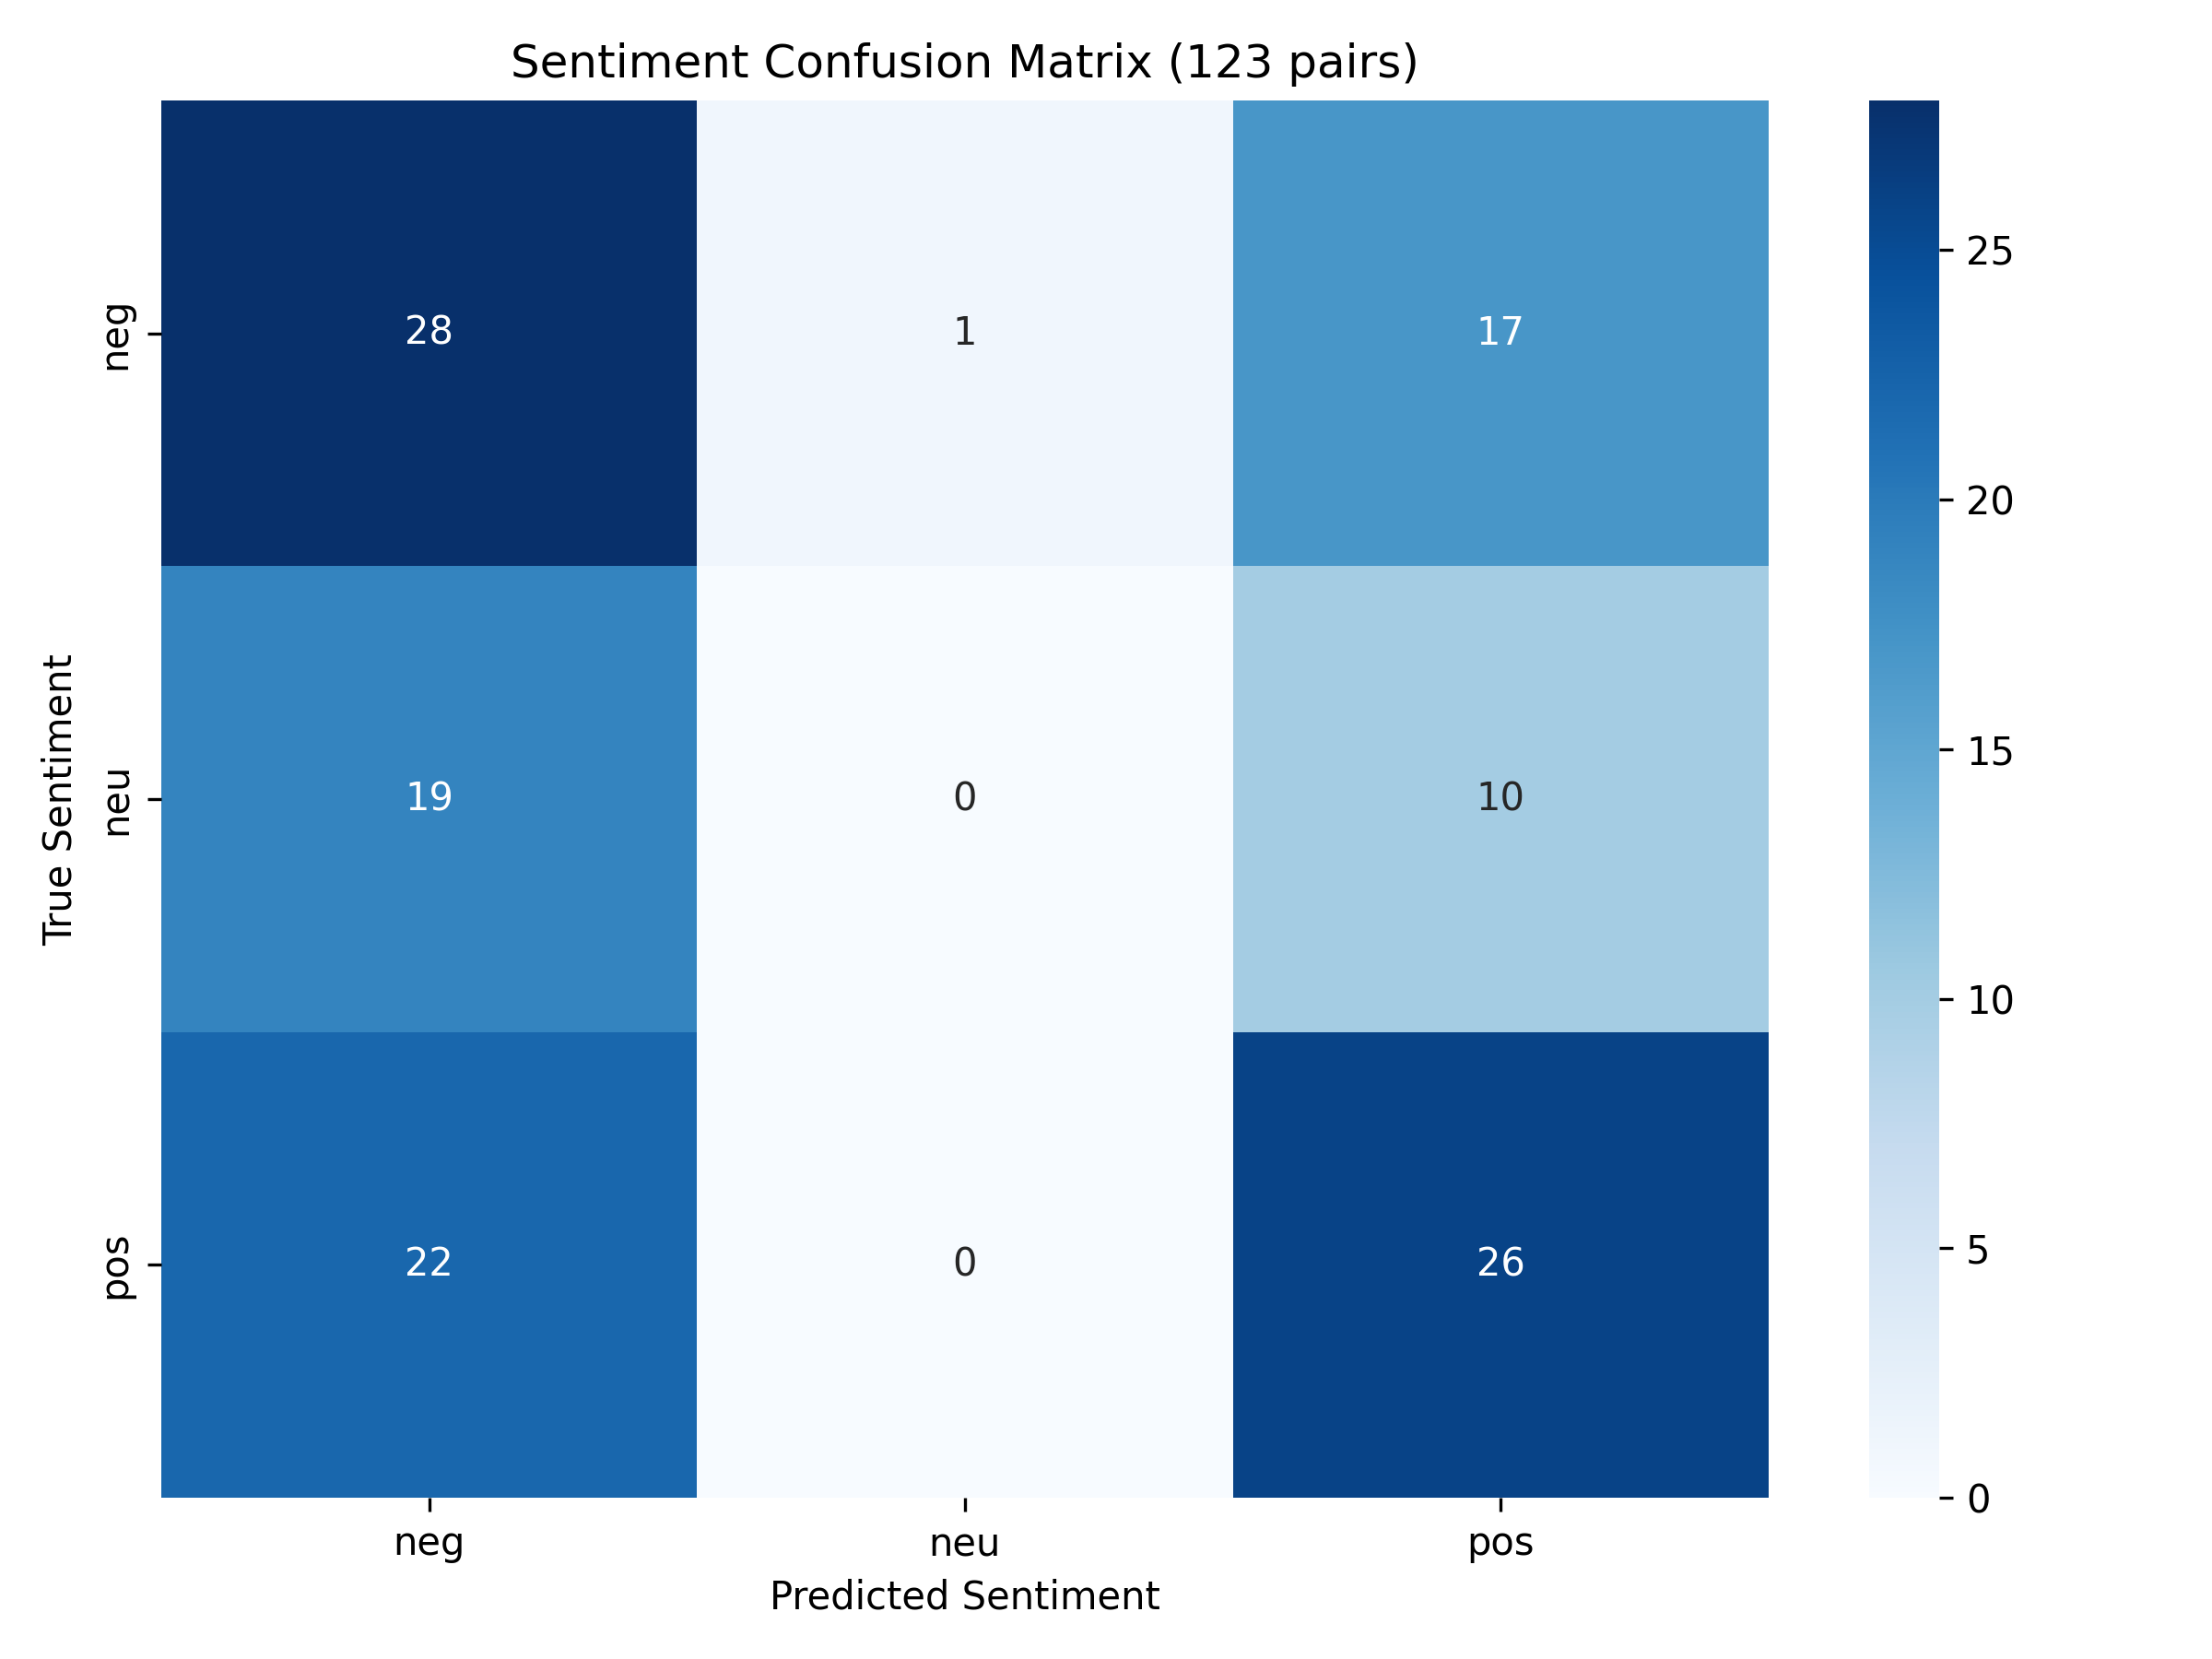 Sentiment Confusion Matrix (123 pairs)
True Sentiment
neg
28
1
17
neu
19
0
10
pos
22
0
26
neg
neu
pos
Predicted Sentiment
25
20
15
10
5
0